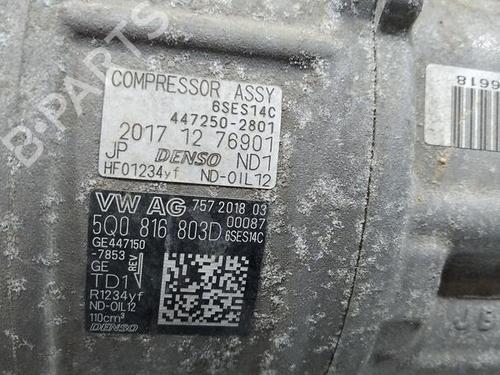 COMPRESSOR ASSY
6SES14C
447250-2801
2017 12 76901
JP DENSO ND1
HF01234yf ND-OIL12
VW AG 757 2018 03
00087
5Q0 816 803D 6SES14C
GE447150
-7853
GE
TD1 REV
R1234yf
ND-OIL12
110cm³
DENSO
6618
B-PARTS